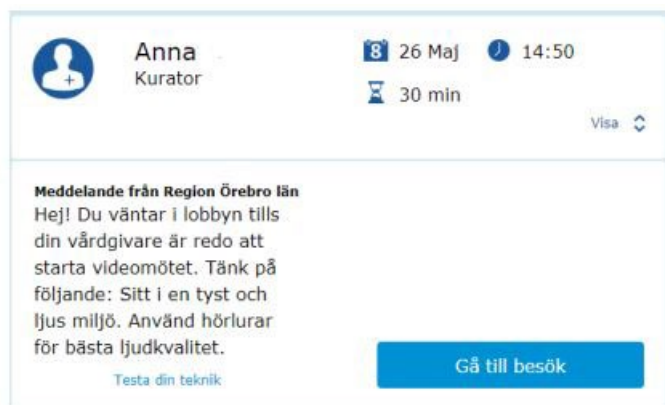 Anna
Kurator
8 26 Maj 14:50
30 min
Visa
Meddelande från Region Örebro län
Hej! Du väntar i lobbyn tills
din vårdgivare är redo att
starta videomötet. Tänk på
följande: Sitt i en tyst och
ljus miljö. Använd hörlurar
för bästa ljudkvalitet.
Testa din teknik
Gå till besök